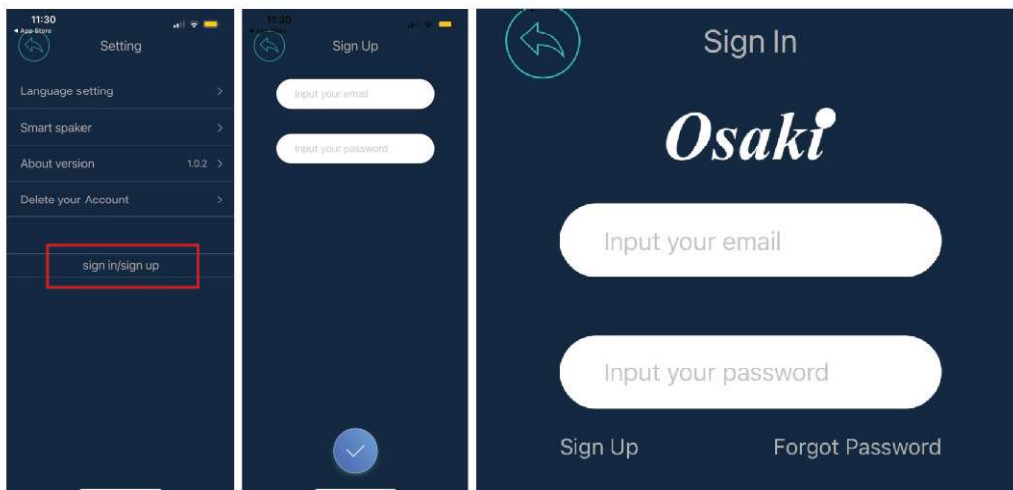 11:30
App Store
Setting
Language setting
Smart spaker
About version 1.0.2
Delete your Account
sign in/sign up
11:30
Sign Up
Input your email
Input your password
Sign In
Osaki
Input your email
Input your password
Sign Up
Forgot Password